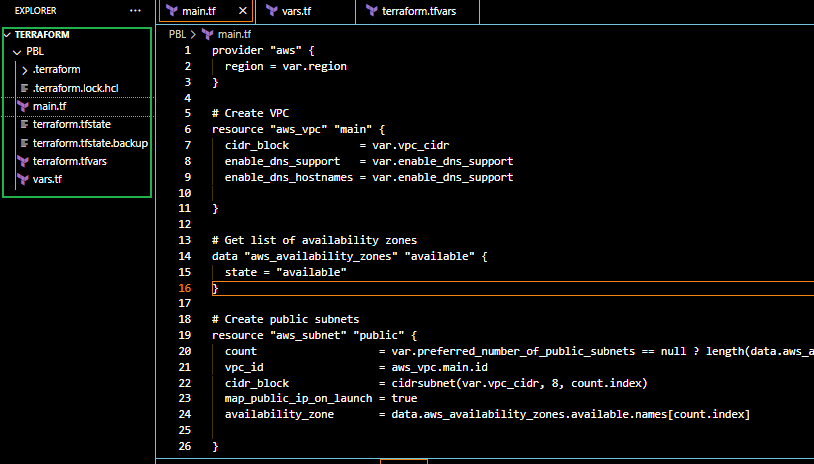 EXPLORER ···
TERRAFORM
PBL
.terraform
.terraform.lock.hcl
main.tf
terraform.tfstate
terraform.tfstate.backup
terraform.tfvars
vars.tf
main.tf × vars.tf terraform.tfvars
PBL > main.tf
1 provider "aws" {
2   region = var.region
3 }
4
5 # Create VPC
6 resource "aws_vpc" "main" {
7   cidr_block           = var.vpc_cidr
8   enable_dns_support   = var.enable_dns_support
9   enable_dns_hostnames = var.enable_dns_support
10
11 }
12
13 # Get list of availability zones
14 data "aws_availability_zones" "available" {
15   state = "available"
16 }
17
18 # Create public subnets
19 resource "aws_subnet" "public" {
20   count                   = var.preferred_number_of_public_subnets == null ? length(data.aws_a
21   vpc_id                  = aws_vpc.main.id
22   cidr_block              = cidrsubnet(var.vpc_cidr, 8, count.index)
23   map_public_ip_on_launch = true
24   availability_zone       = data.aws_availability_zones.available.names[count.index]
25
26 }